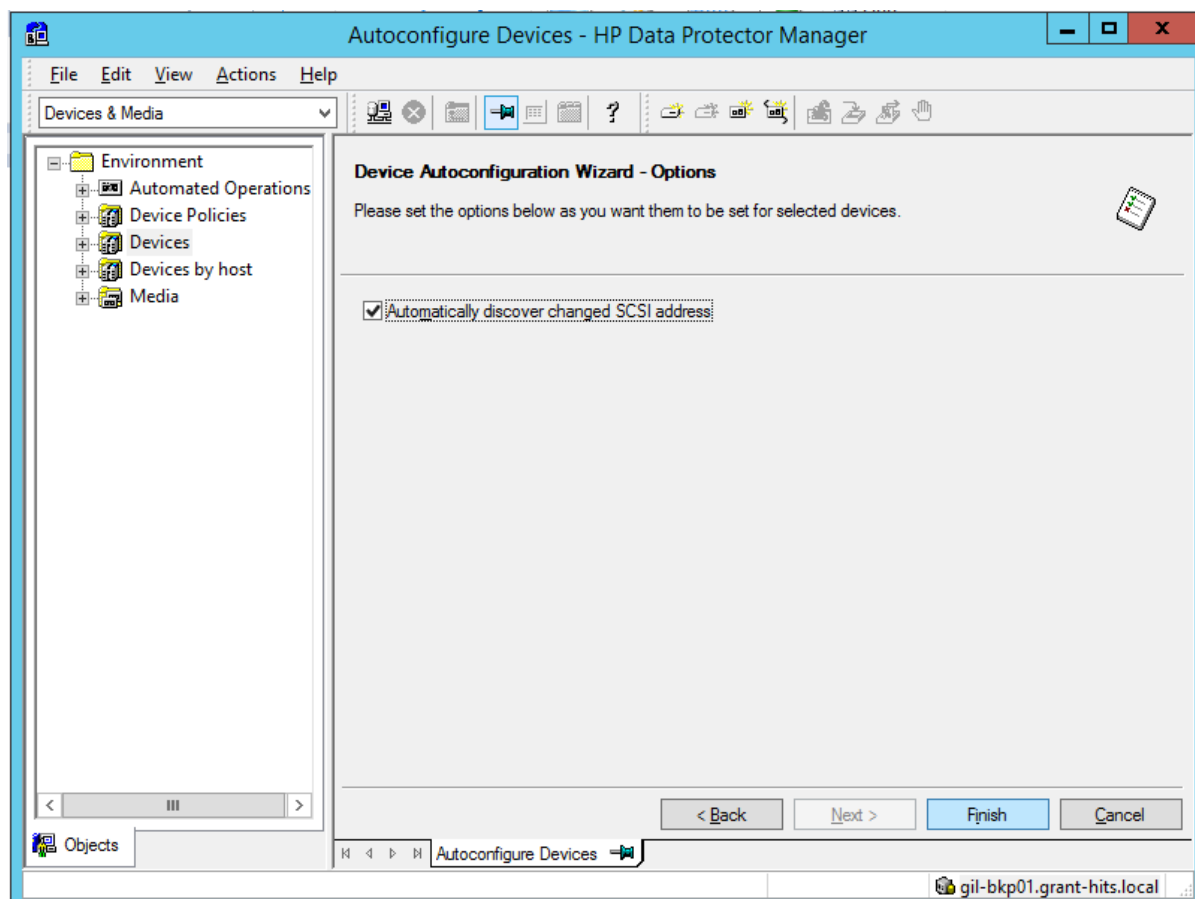 Autoconfigure Devices - HP Data Protector Manager
File Edit View Actions Help
Devices & Media
Environment
Automated Operations
Device Policies
Devices
Devices by host
Media
Objects
Device Autoconfiguration Wizard - Options
Please set the options below as you want them to be set for selected devices.
Automatically discover changed SCSI address
< Back Next > Finish Cancel
Autoconfigure Devices
gil-bkp01.grant-hits.local